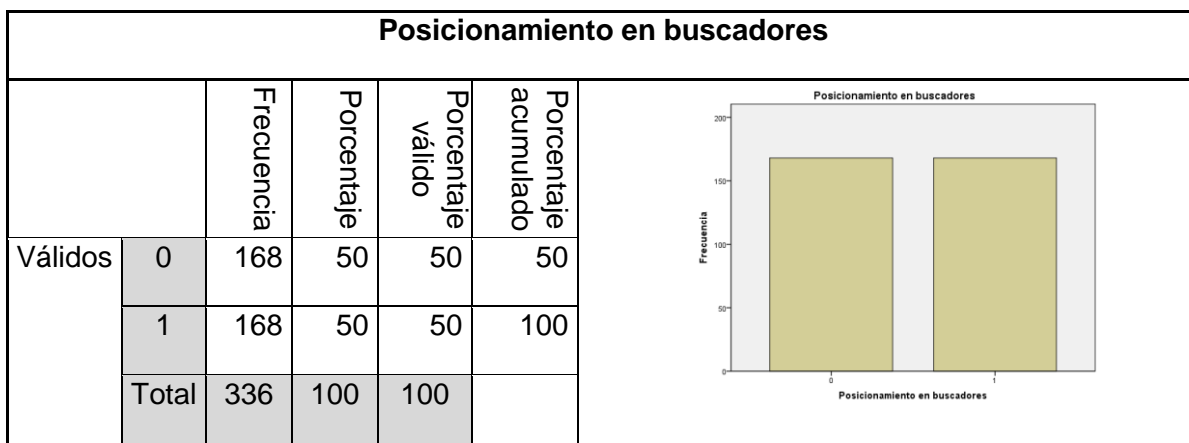 Posicionamiento en buscadores
Frecuencia
Porcentaje
Porcentaje
válido
Porcentaje
acumulado
Válidos 0 168 50 50 50
1 168 50 50 100
Total 336 100 100
Posicionamiento en buscadores
200
150
100
50
0
Frecuencia
0 1
Posicionamiento en buscadores